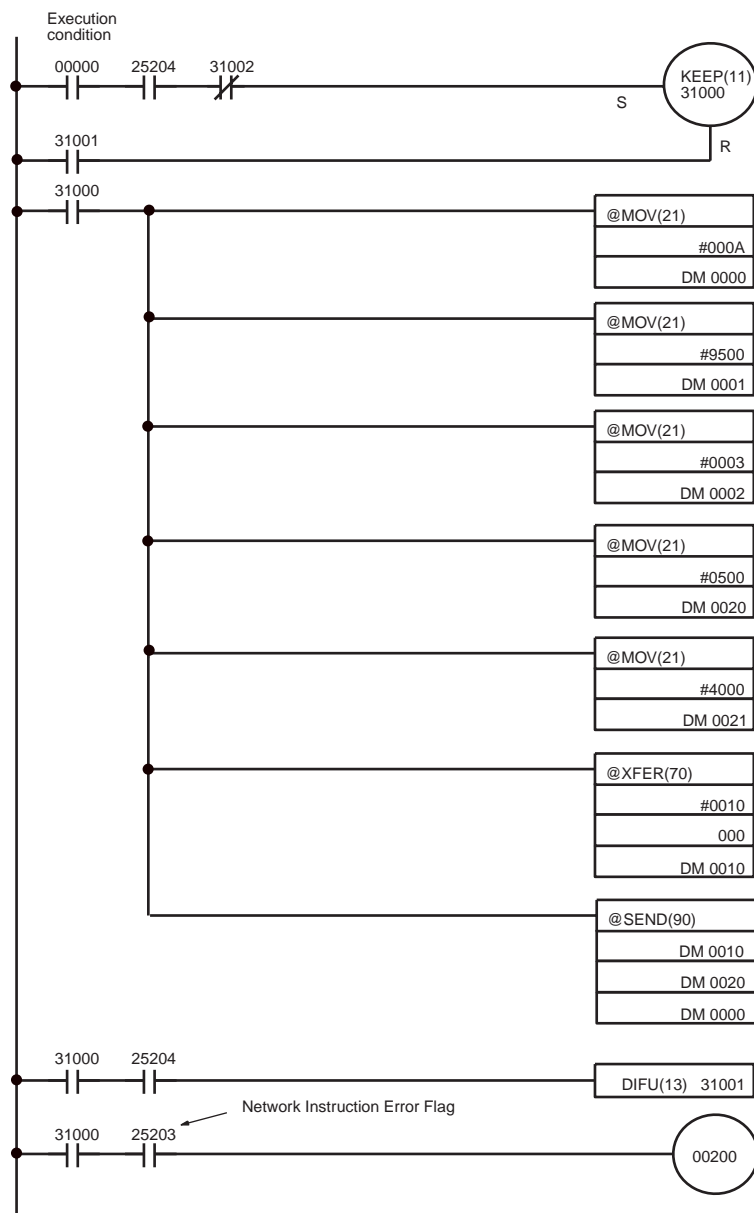 Execution
condition
00000 25204 31002
KEEP(11)
31000
S
R
31001
31000
@MOV(21)
#000A
DM 0000
@MOV(21)
#9500
DM 0001
@MOV(21)
#0003
DM 0002
@MOV(21)
#0500
DM 0020
@MOV(21)
#4000
DM 0021
@XFER(70)
#0010
000
DM 0010
@SEND(90)
DM 0010
DM 0020
DM 0000
31000 25204
DIFU(13) 31001
Network Instruction Error Flag
31000 25203
00200